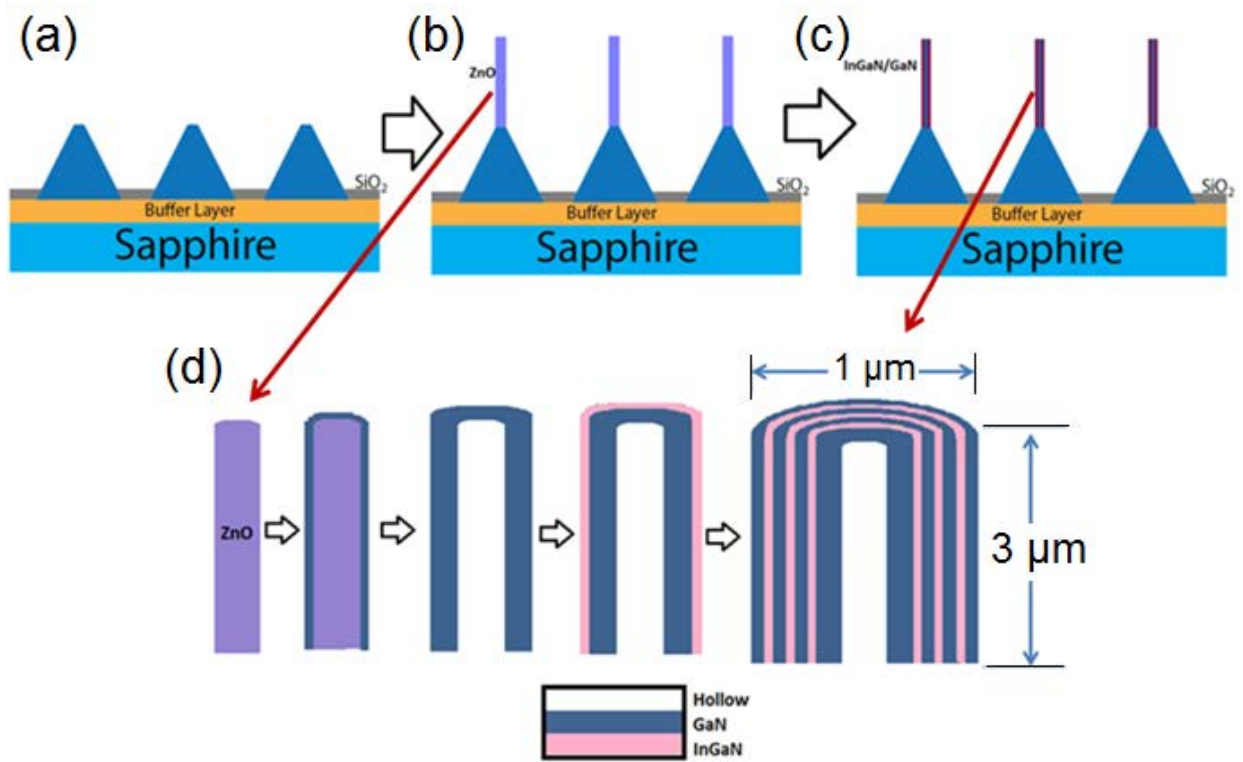 (a)
SiO2
Buffer Layer
Sapphire
(b)
ZnO
SiO2
Buffer Layer
Sapphire
(c)
InGaN/GaN
SiO2
Buffer Layer
Sapphire
(d)
ZnO
1 µm
3 µm
Hollow
GaN
InGaN